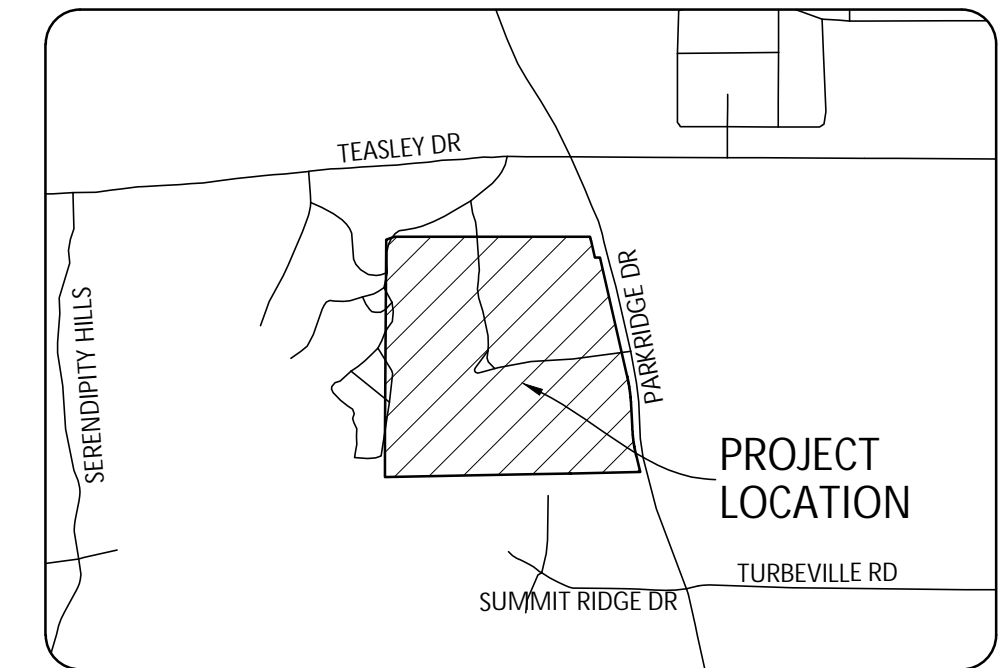 TEASLEY DR
SERENDIPITY HILLS
PARKRIDGE DR
PROJECT
LOCATION
TURBEVILLE RD
SUMMIT RIDGE DR